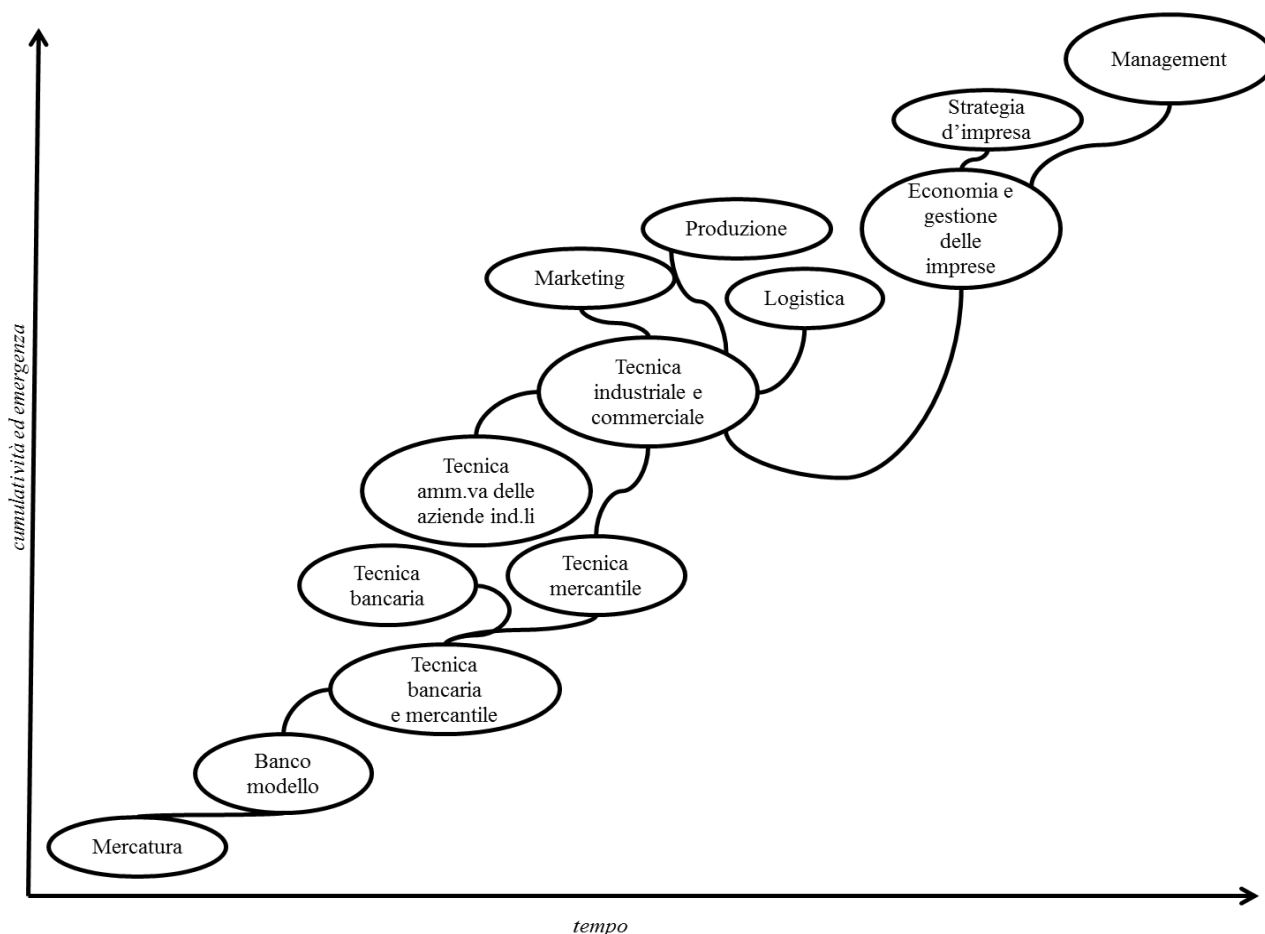 Management
Strategia
d’impresa
Economia e
gestione
delle
imprese
Produzione
Marketing
Logistica
Tecnica
industriale e
commerciale
Tecnica
amm.va delle
aziende ind.li
Tecnica
mercantile
Tecnica
bancaria
Tecnica
bancaria
e mercantile
Banco
modello
Mercatura
cumulatività ed emergenza
tempo